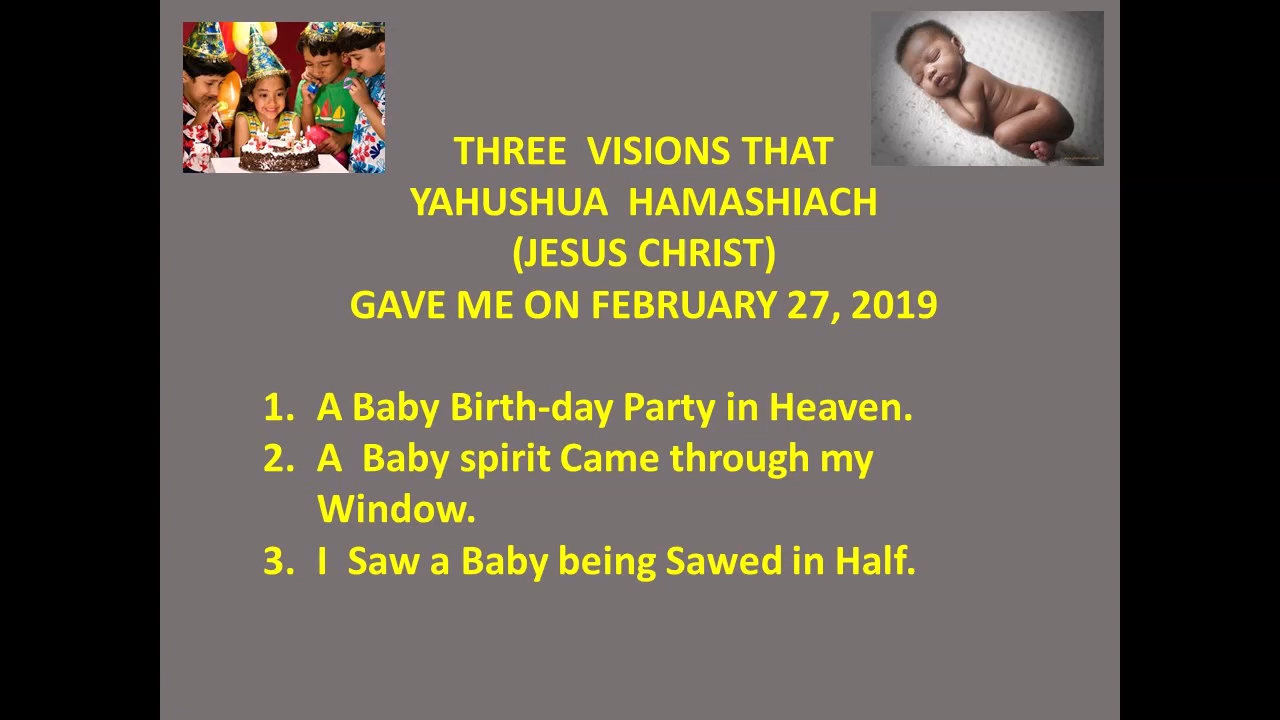 THREE  VISIONS THAT
YAHUSHUA  HAMASHIACH
(JESUS CHRIST)
GAVE ME ON FEBRUARY 27, 2019
1. A Baby Birth-day Party in Heaven.
2. A  Baby spirit Came through my
Window.
3. I  Saw a Baby being Sawed in Half.